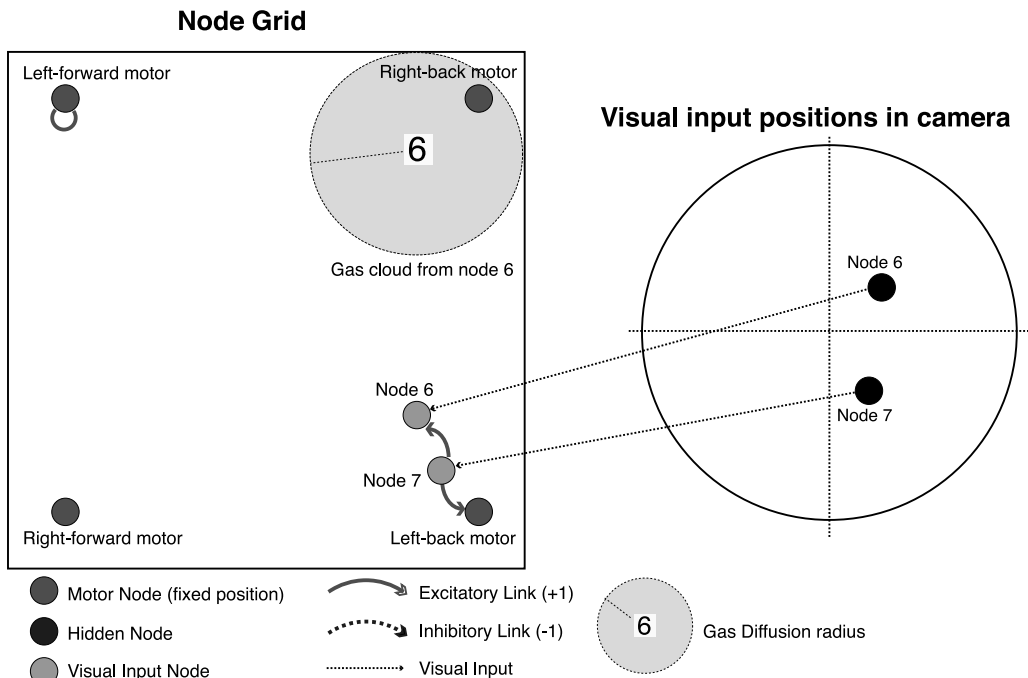 Node Grid
Left-forward motor
Right-back motor
6
Gas cloud from node 6
Visual input positions in camera
Node 6
Node 7
Node 6
Node 7
Right-forward motor
Left-back motor
Motor Node (fixed position)
Excitatory Link (+1)
Hidden Node
Inhibitory Link (-1)
6
Gas Diffusion radius
Visual Input Node
Visual Input